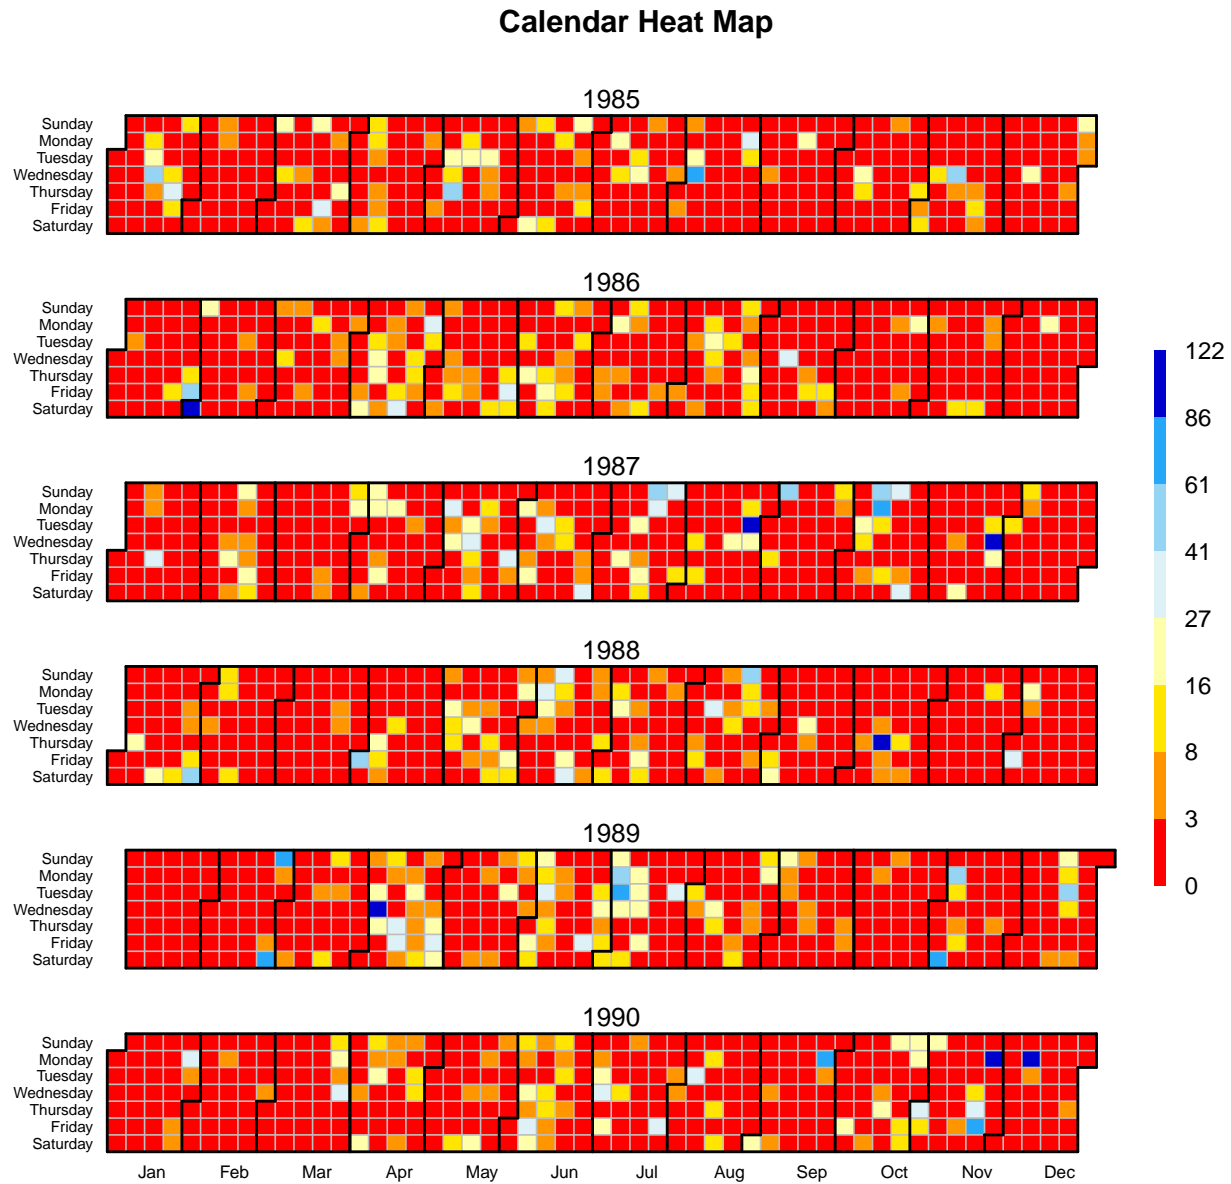 Calendar Heat Map
1985
Sunday
Monday
Tuesday
Wednesday
Thursday
Friday
Saturday
1986
Sunday
Monday
Tuesday
Wednesday
Thursday
Friday
Saturday
1987
Sunday
Monday
Tuesday
Wednesday
Thursday
Friday
Saturday
1988
Sunday
Monday
Tuesday
Wednesday
Thursday
Friday
Saturday
1989
Sunday
Monday
Tuesday
Wednesday
Thursday
Friday
Saturday
1990
Sunday
Monday
Tuesday
Wednesday
Thursday
Friday
Saturday
Jan Feb Mar Apr May Jun Jul Aug Sep Oct Nov Dec
122
86
61
41
27
16
8
3
0